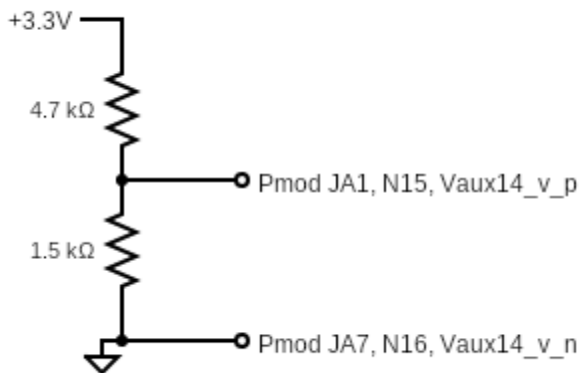 +3.3V
4.7 kΩ
Pmod JA1, N15, Vaux14_v_p
1.5 kΩ
Pmod JA7, N16, Vaux14_v_n